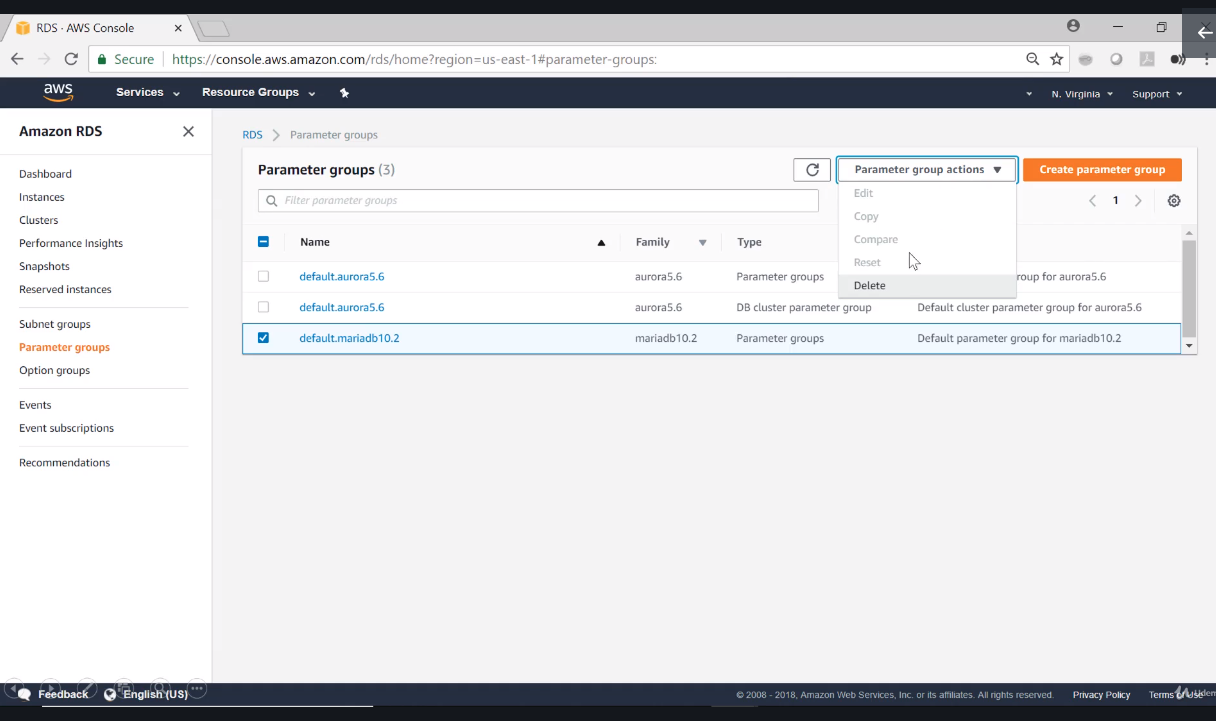 RDS · AWS Console
Secure
https://console.aws.amazon.com/rds/home?region=us-east-1#parameter-groups:
aws
Services
Resource Groups
N. Virginia
Support
Amazon RDS
Dashboard
Instances
Clusters
Performance Insights
Snapshots
Reserved instances
Subnet groups
Parameter groups
Option groups
Events
Event subscriptions
Recommendations
RDS
Parameter groups
Parameter groups (3)
Parameter group actions
Create parameter group
Filter parameter groups
1
Edit
Copy
Compare
Reset
Delete
Name Family Type
default.aurora5.6 aurora5.6 Parameter groups roup for aurora5.6
default.aurora5.6 aurora5.6 DB cluster parameter group Default cluster parameter group for aurora5.6
default.mariadb10.2 mariadb10.2 Parameter groups Default parameter group for mariadb10.2
Feedback
English (US)
© 2008 - 2018, Amazon Web Services, Inc. or its affiliates. All rights reserved.
Privacy Policy
Terms of Use